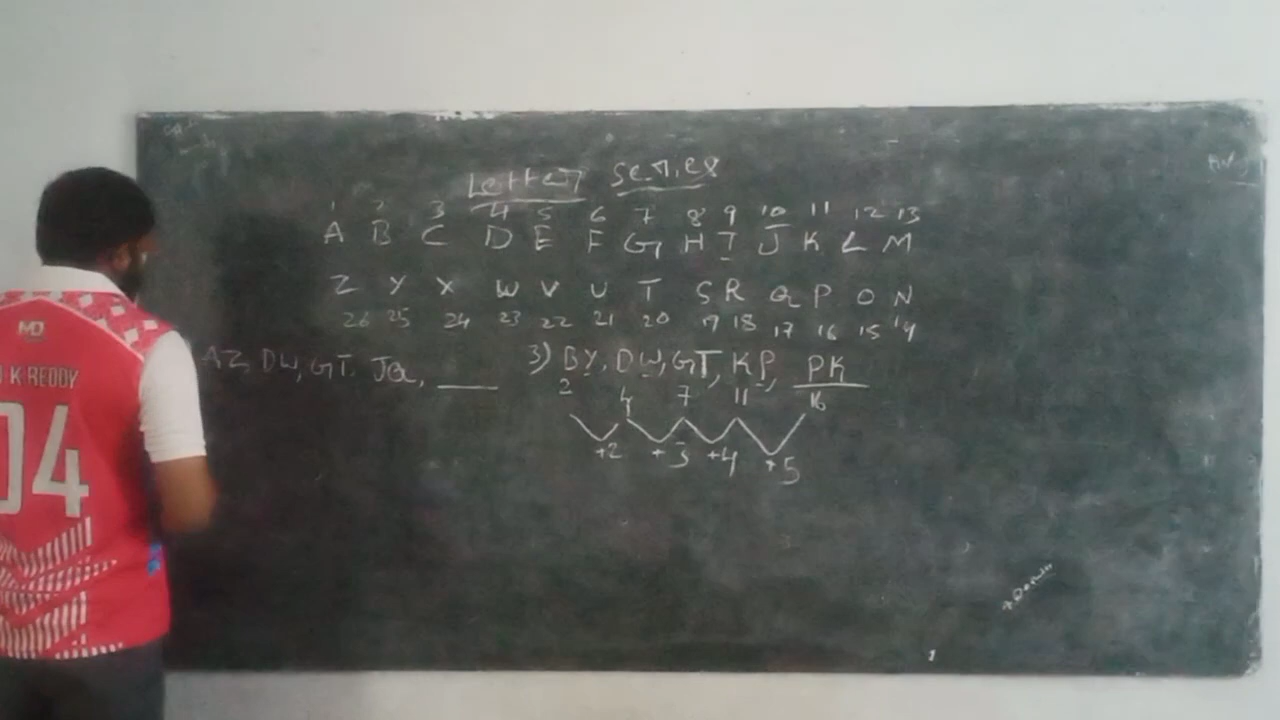 Letter Series
1 2 3 4 5 6 7 8 9 10 11 12 13
A B C D E F G H I J K L M
Z Y X W V U T S R Q P O N
26 25 24 23 22 21 20 19 18 17 16 15 14
AZ, DW, GT, JQ, ____
3) BY, DW, GT, KP, PK
2 4 7 11 16
+2 +3 +4 +5
MO
K REDDY
04